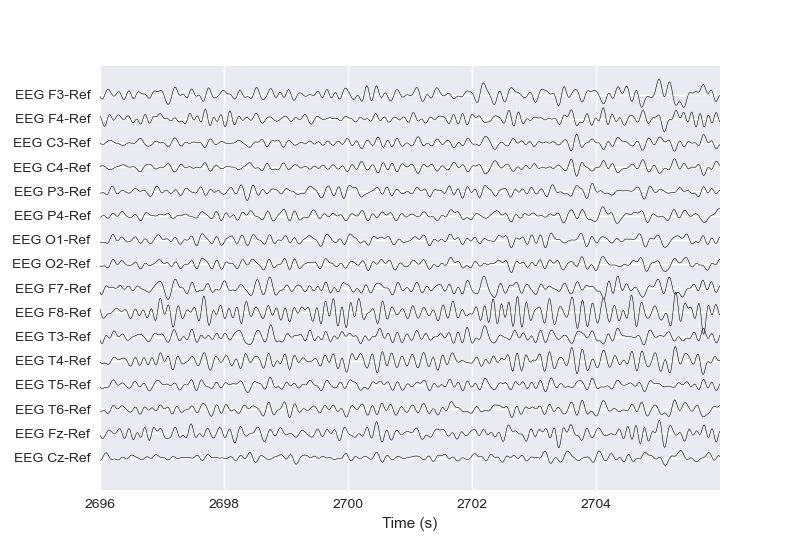 EEG F3-Ref
EEG F4-Ref
EEG C3-Ref
EEG C4-Ref
EEG P3-Ref
EEG P4-Ref
EEG O1-Ref
EEG O2-Ref
EEG F7-Ref
EEG F8-Ref
EEG T3-Ref
EEG T4-Ref
EEG T5-Ref
EEG T6-Ref
EEG Fz-Ref
EEG Cz-Ref
2696 2698 2700 2702 2704
Time (s)